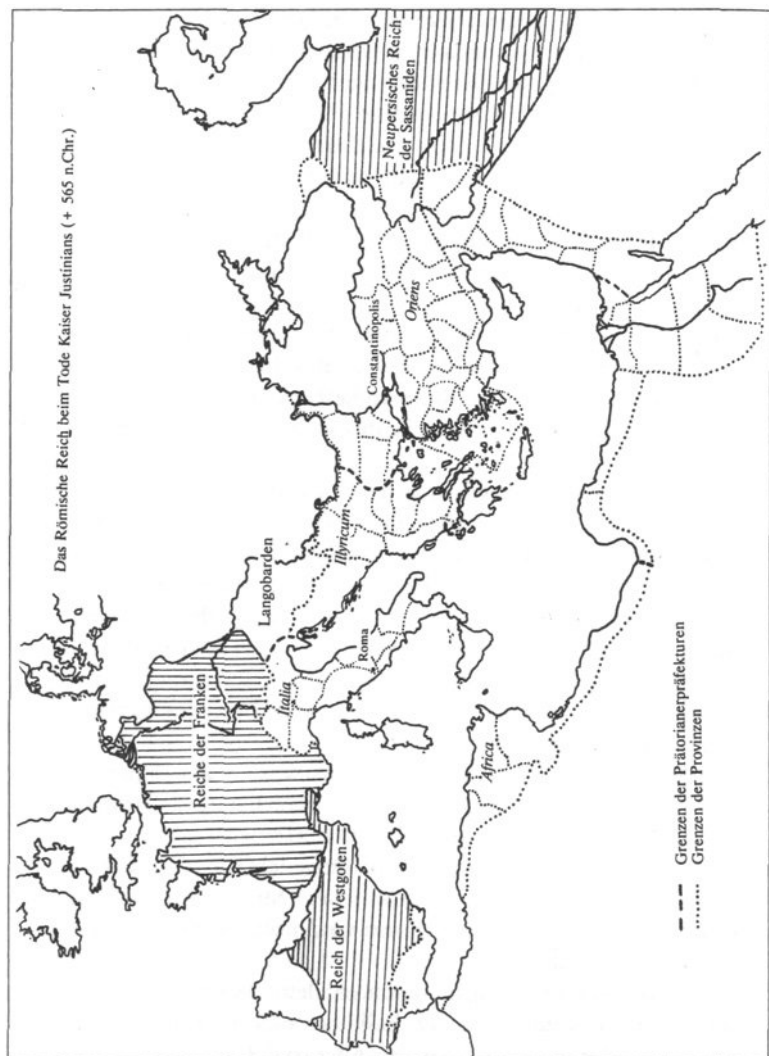 Das Römische Reich beim Tode Kaiser Justinians (+ 565 n.Chr.)
Neupersisches Reich
der Sassaniden
Reiche der Franken
Langobarden
Constantinopolis
Oriens
Illyricum
Italia
Roma
Reich der Westgoten
Africa
Grenzen der Prätorianerpräfekturen
Grenzen der Provinzen